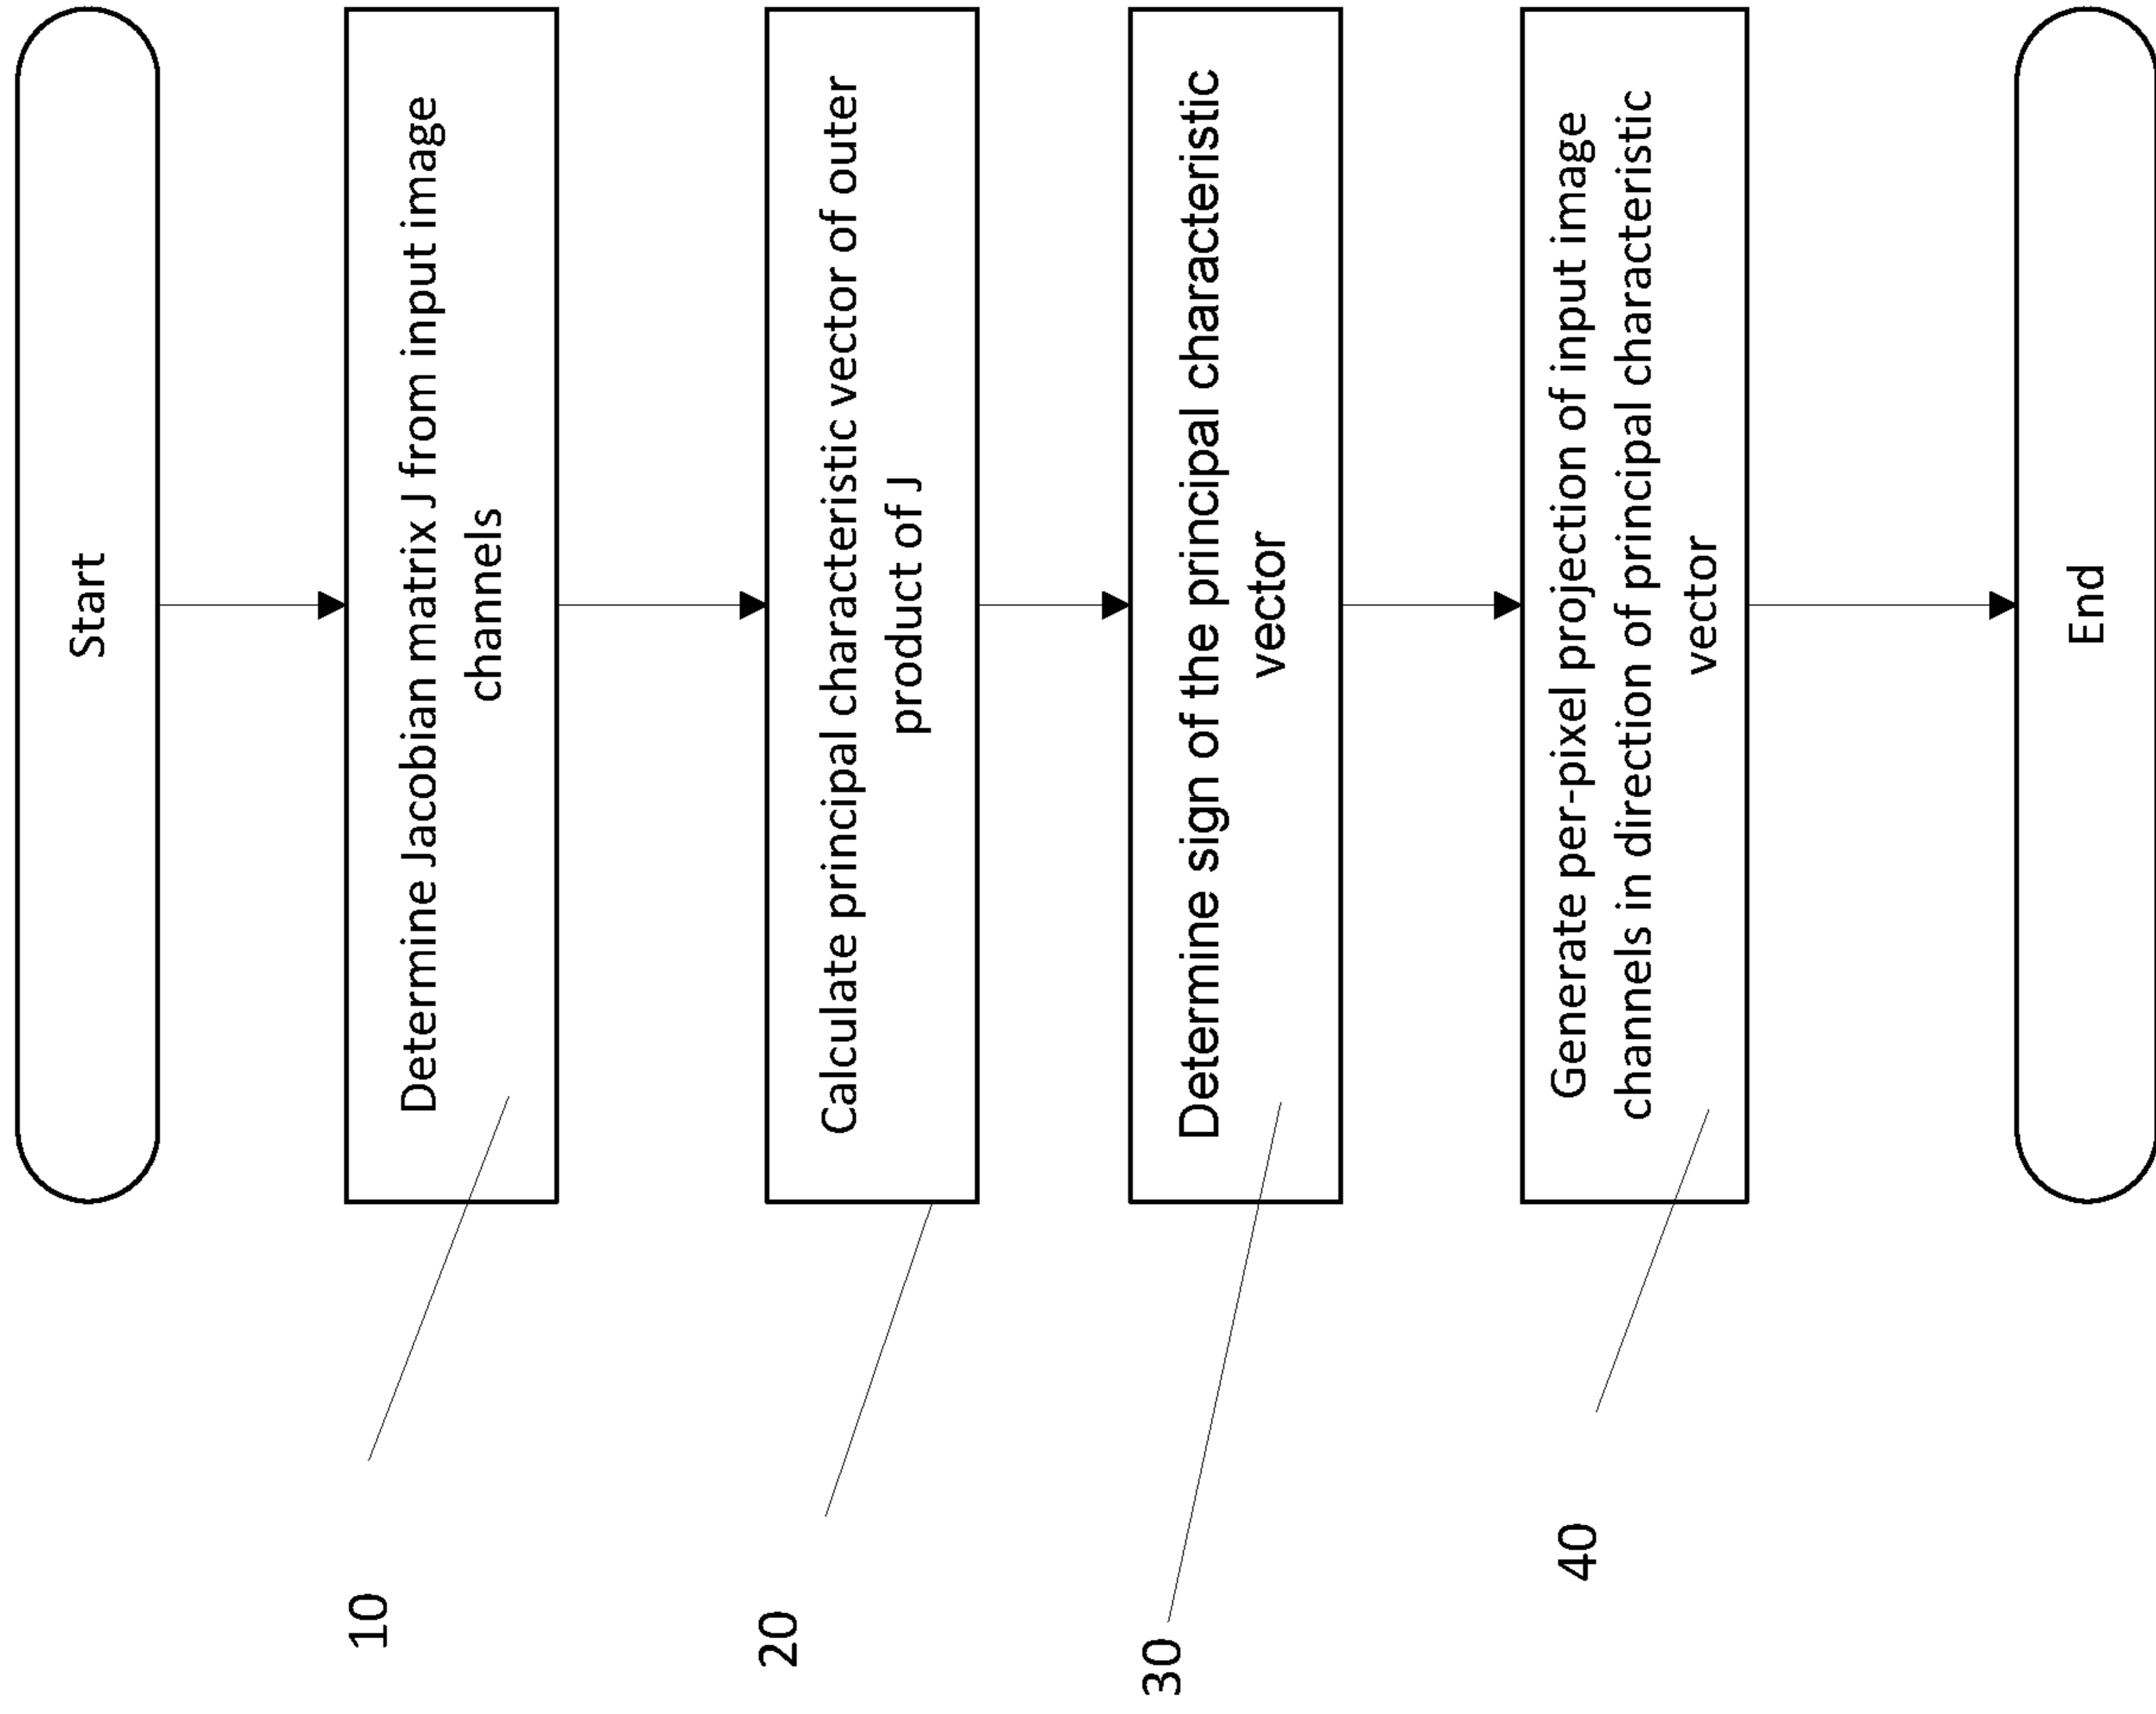 Start
Determine Jacobian matrix J from input image
channels
10
Calculate principal characteristic vector of outer
product of J
20
Determine sign of the principal characteristic
vector
30
Generate per-pixel projection of input image
channels in direction of principal characteristic
vector
40
End